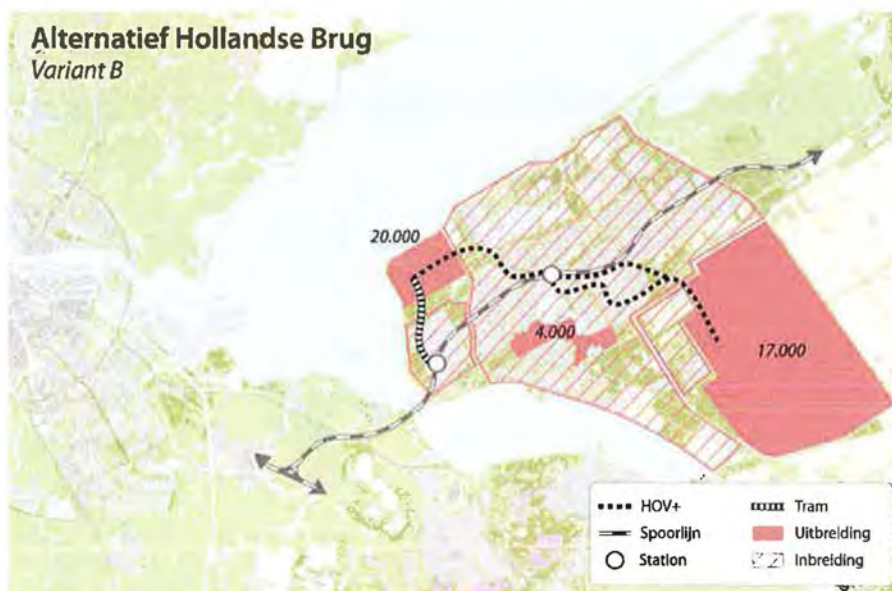 Alternatief Hollandse Brug
Variant B
20.000
4.000
17.000
HOV+
Spoorlijn
Station
Tram
Uitbreiding
Inbreiding